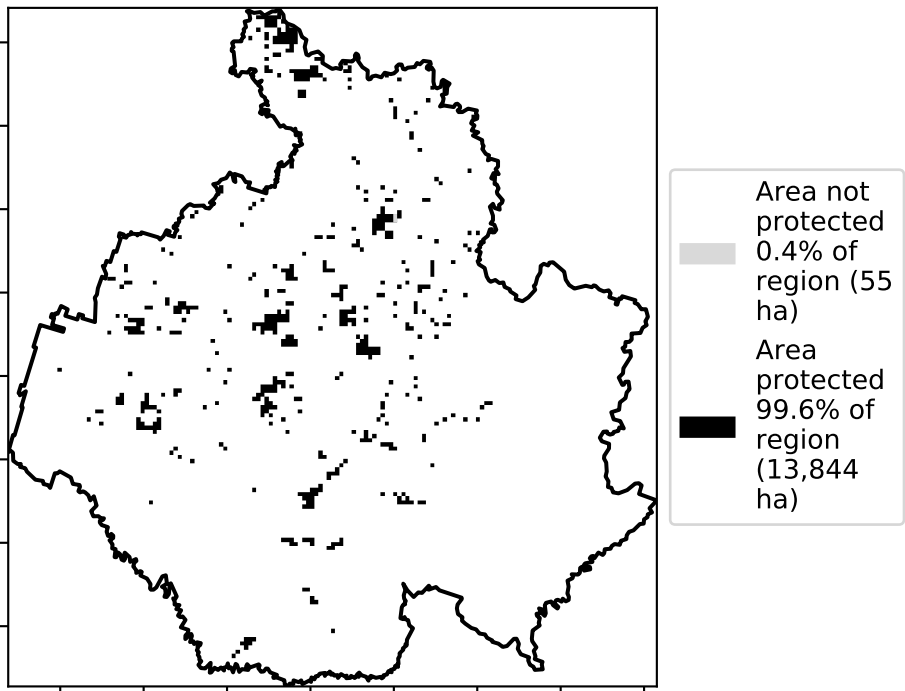 Area not
protected
0.4% of
region (55
ha)
Area
protected
99.6% of
region
(13,844
ha)